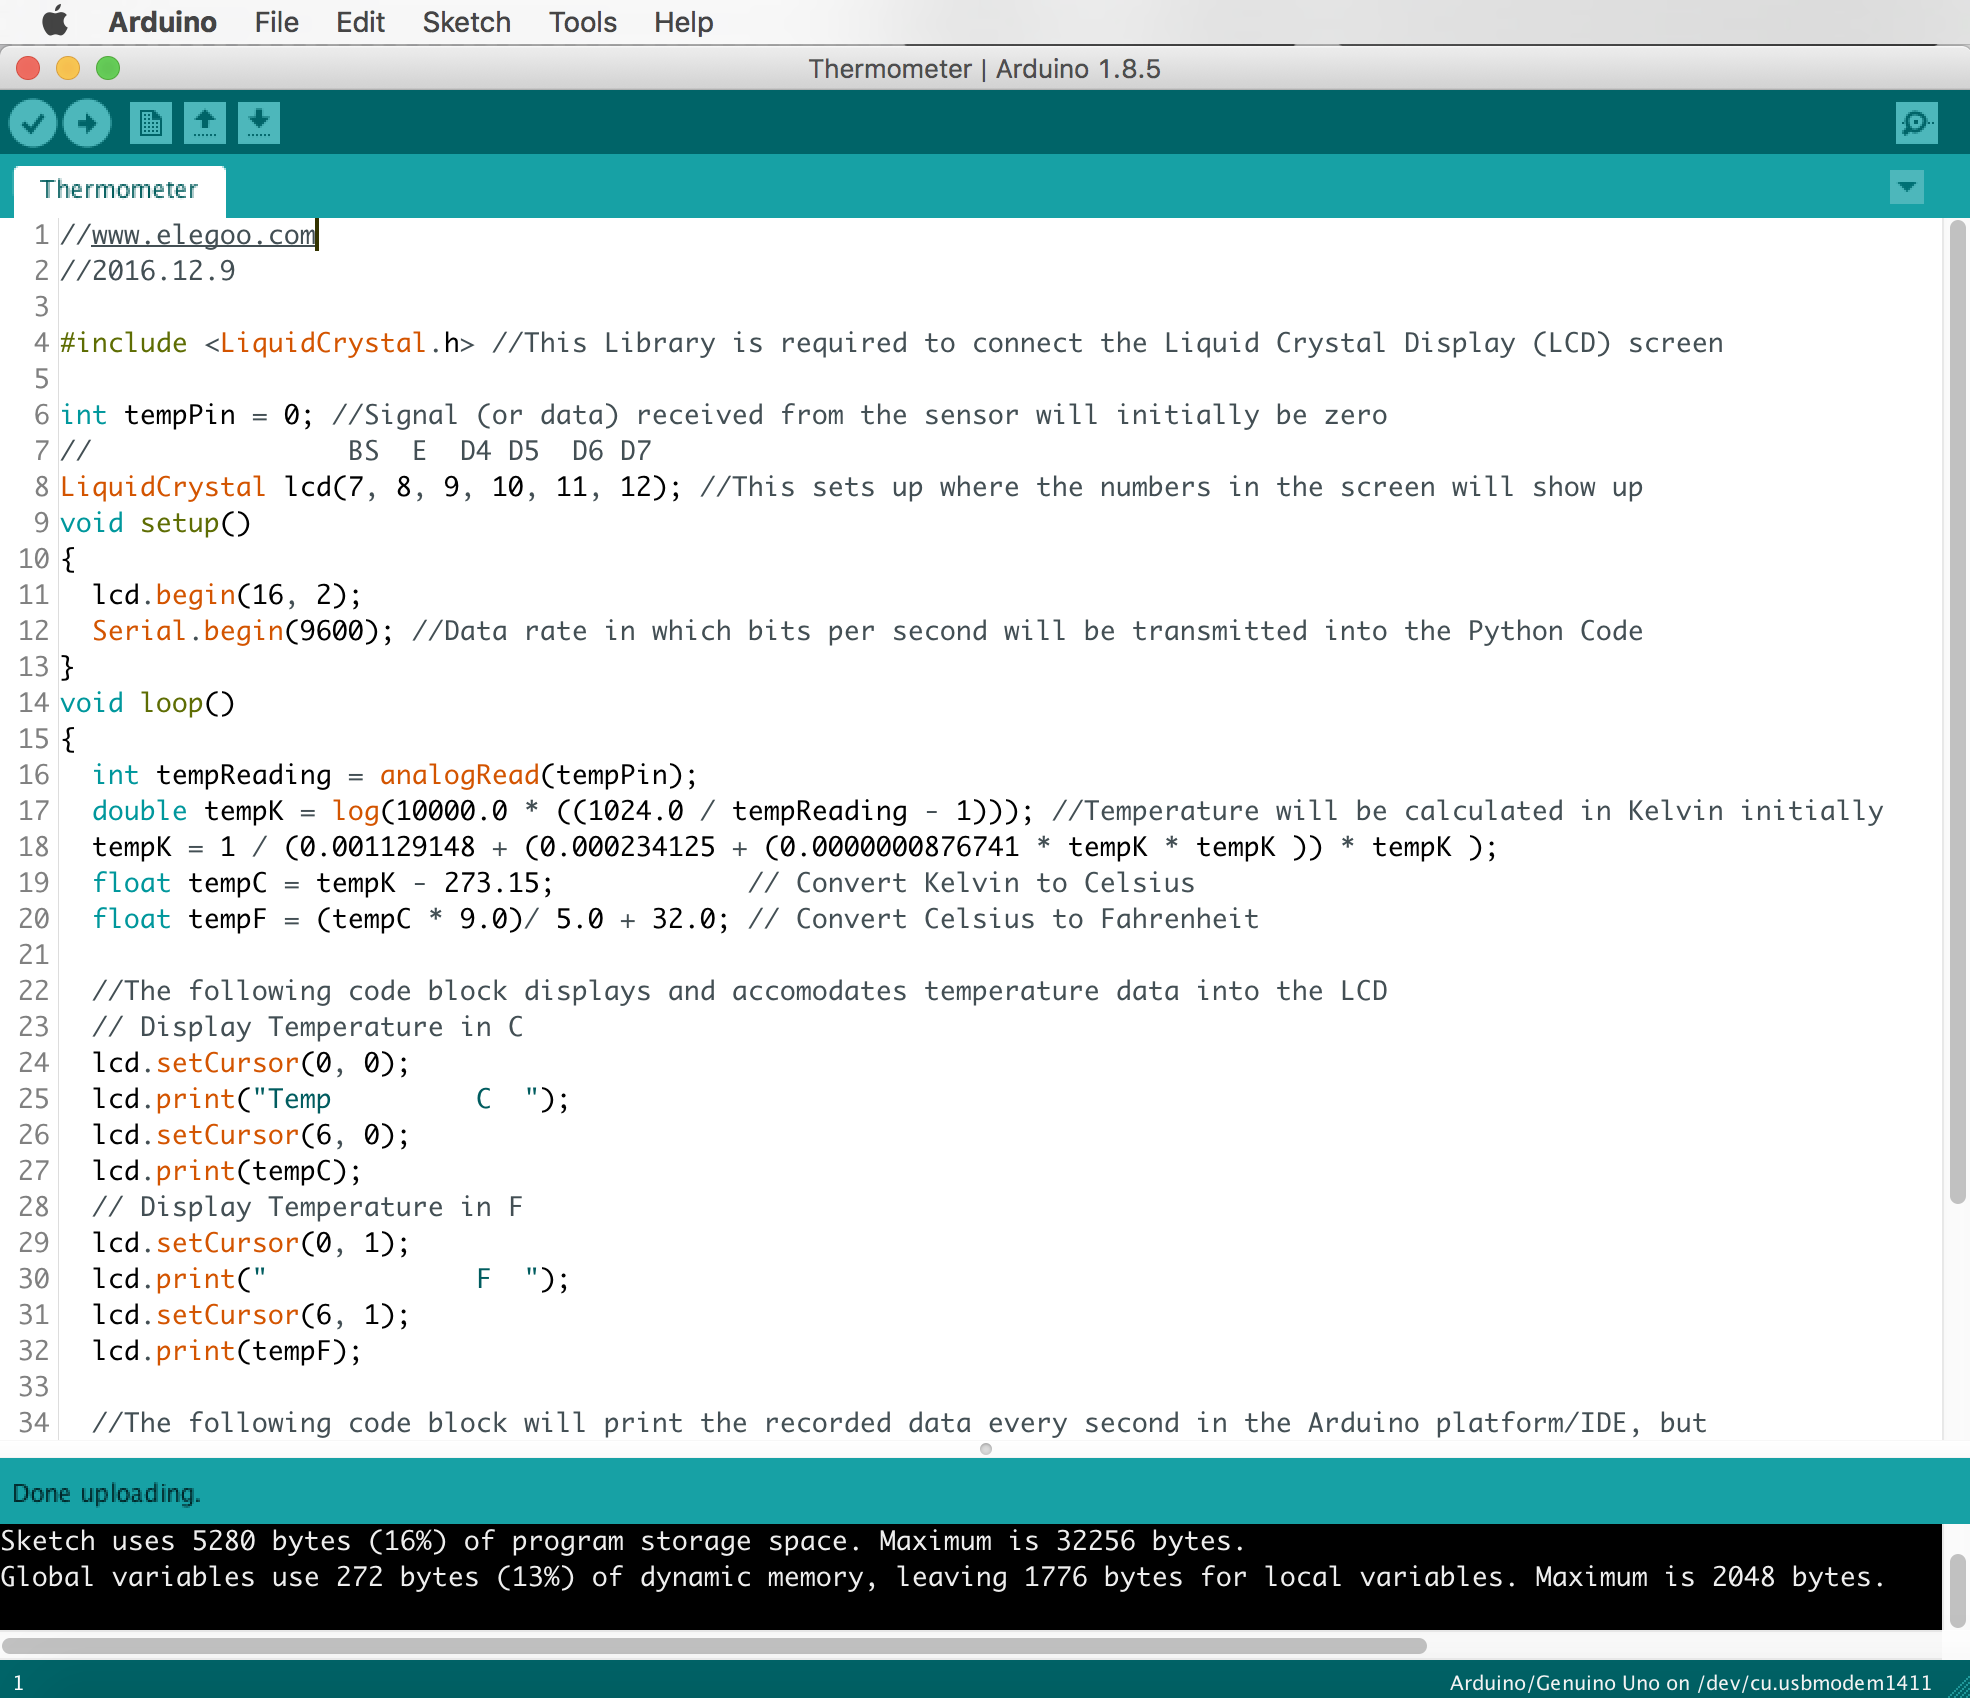 Arduino File Edit Sketch Tools Help
Thermometer | Arduino 1.8.5
Thermometer
1 //www.elegoo.com
2 //2016.12.9
3
4 #include <LiquidCrystal.h> //This Library is required to connect the Liquid Crystal Display (LCD) screen
5
6 int tempPin = 0; //Signal (or data) received from the sensor will initially be zero
7 //                BS  E  D4 D5  D6 D7
8 LiquidCrystal lcd(7, 8, 9, 10, 11, 12); //This sets up where the numbers in the screen will show up
9 void setup()
10 {
11   lcd.begin(16, 2);
12   Serial.begin(9600); //Data rate in which bits per second will be transmitted into the Python Code
13 }
14 void loop()
15 {
16   int tempReading = analogRead(tempPin);
17   double tempK = log(10000.0 * ((1024.0 / tempReading - 1))); //Temperature will be calculated in Kelvin initially
18   tempK = 1 / (0.001129148 + (0.000234125 + (0.0000000876741 * tempK * tempK )) * tempK );
19   float tempC = tempK - 273.15;            // Convert Kelvin to Celsius
20   float tempF = (tempC * 9.0)/ 5.0 + 32.0; // Convert Celsius to Fahrenheit
21
22   //The following code block displays and accomodates temperature data into the LCD
23   // Display Temperature in C
24   lcd.setCursor(0, 0);
25   lcd.print("Temp         C  ");
26   lcd.setCursor(6, 0);
27   lcd.print(tempC);
28   // Display Temperature in F
29   lcd.setCursor(0, 1);
30   lcd.print("             F  ");
31   lcd.setCursor(6, 1);
32   lcd.print(tempF);
33
34   //The following code block will print the recorded data every second in the Arduino platform/IDE, but
Done uploading.
Sketch uses 5280 bytes (16%) of program storage space. Maximum is 32256 bytes.
Global variables use 272 bytes (13%) of dynamic memory, leaving 1776 bytes for local variables. Maximum is 2048 bytes.
1 Arduino/Genuino Uno on /dev/cu.usbmodem1411